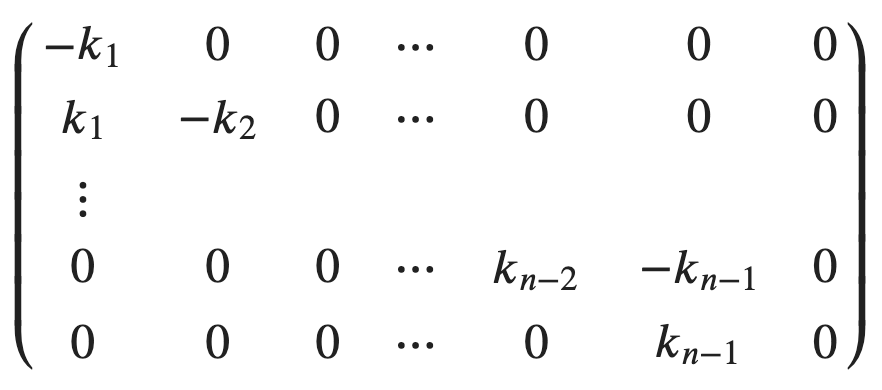 −k₁ 0 0 ⋯ 0 0 0
k₁ −k₂ 0 ⋯ 0 0 0
⋮
0 0 0 ⋯ kₙ₋₂ −kₙ₋₁ 0
0 0 0 ⋯ 0 kₙ₋₁ 0